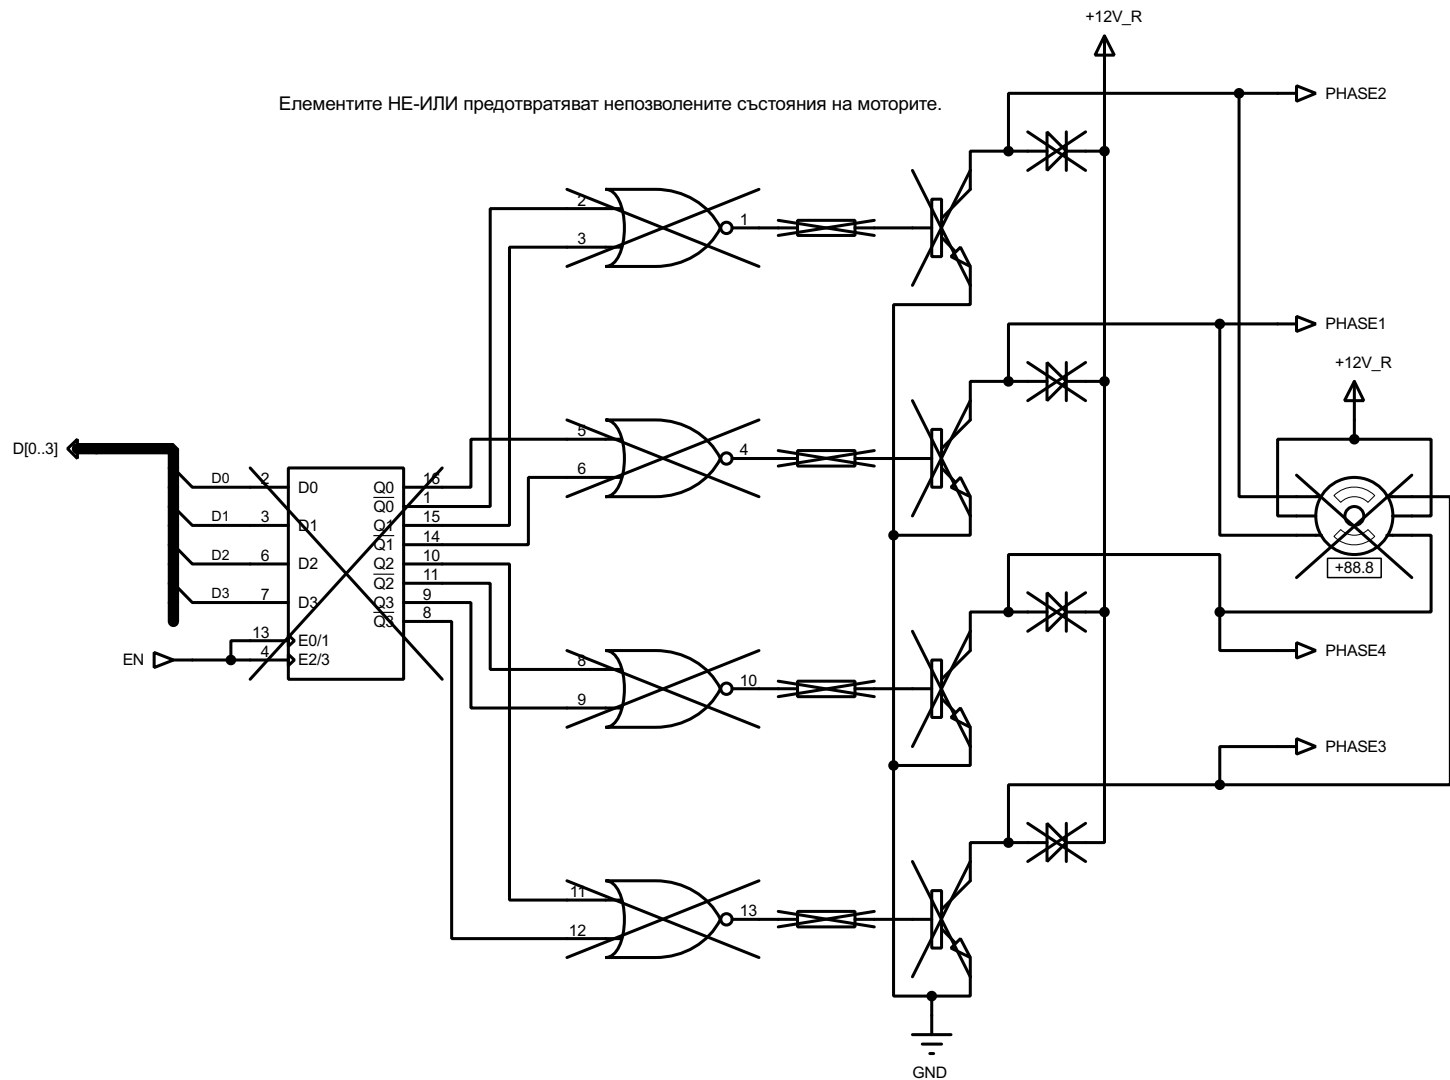 +12V_R
Елементите НЕ-ИЛИ предотвратяват непозволените състояния на моторите.
PHASE2
2
3
1
PHASE1
+12V_R
5
6
4
D[0..3]
D0 2 D0 Q0 16
Q0 1
D1 3 D1 Q1 15
Q1 14
D2 6 D2 Q2 10
Q2 11
D3 7 D3 Q3 9
Q3 8
13 E0/1
EN 4 E2/3
+88.8
8
9
10
PHASE4
PHASE3
11
12
13
GND